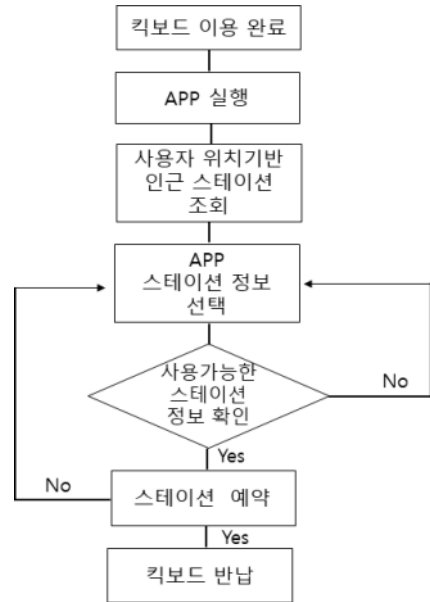 킥보드 이용 완료
APP 실행
사용자 위치기반
인근 스테이션
조회
APP
스테이션 정보
선택
사용가능한
스테이션
정보 확인
No
Yes
No
스테이션 예약
Yes
킥보드 반납